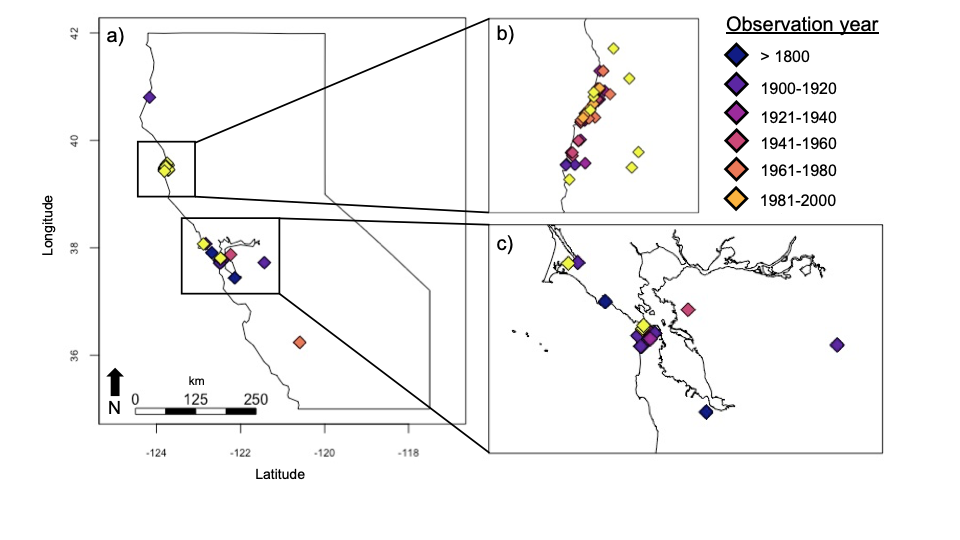 Observation year
> 1800
1900-1920
1921-1940
1941-1960
1961-1980
1981-2000
a)
b)
c)
42
40
38
36
Longitude
km
0 125 250
N
-124 -122 -120 -118
Latitude